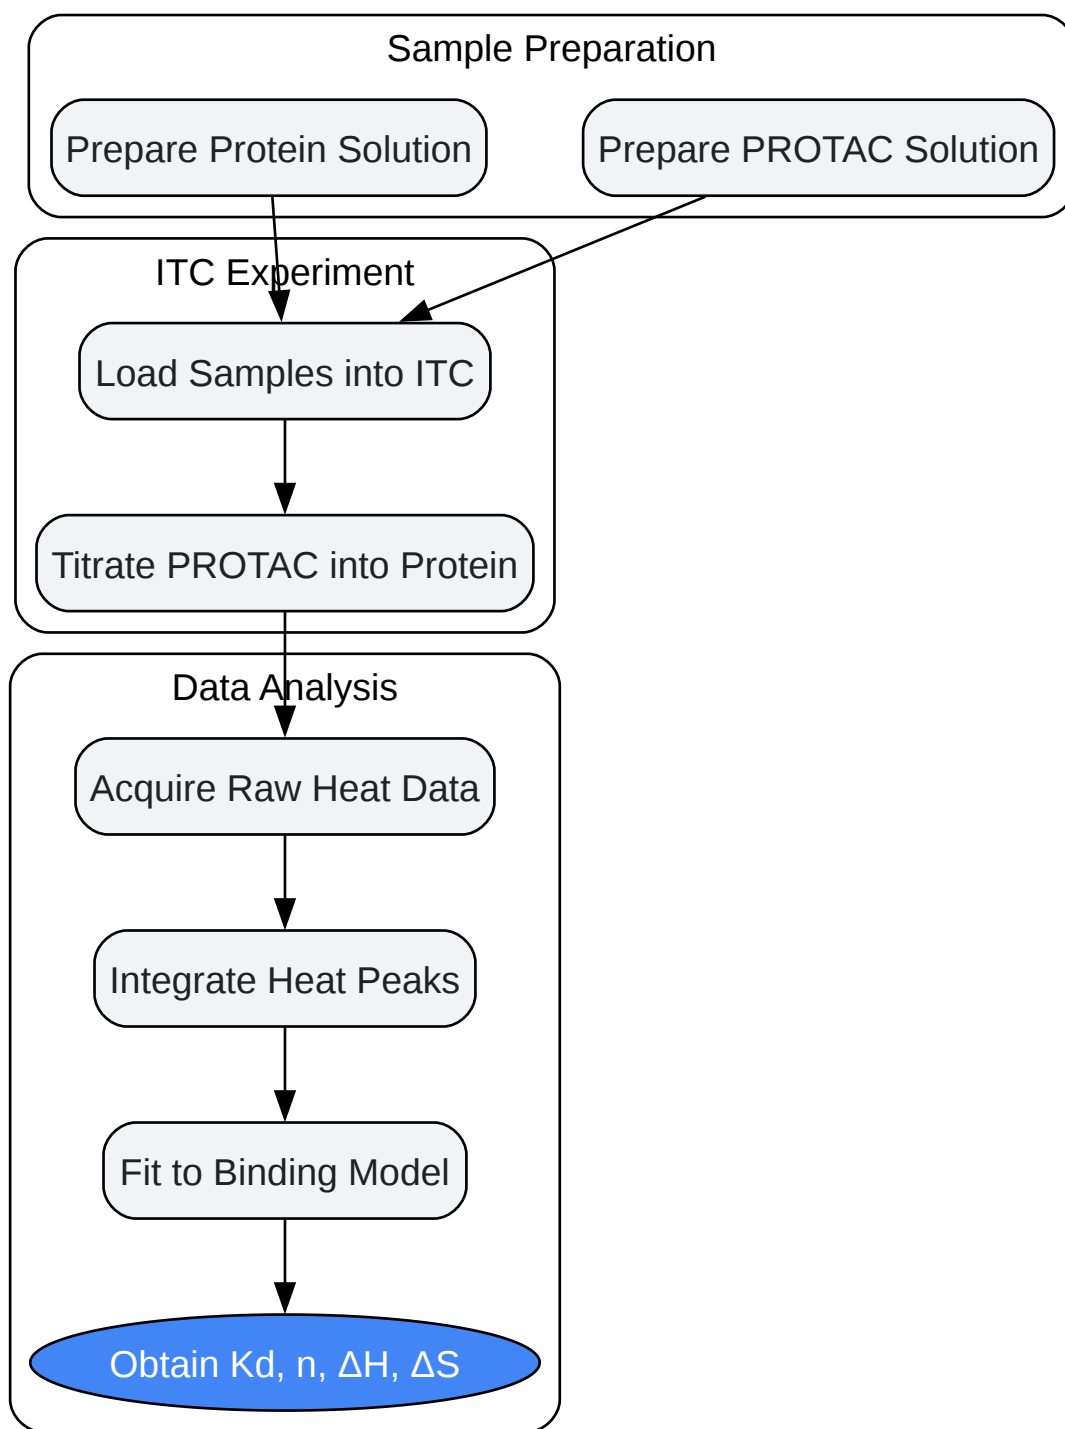 Sample Preparation
Prepare Protein Solution
Prepare PROTAC Solution
ITC Experiment
Load Samples into ITC
Titrate PROTAC into Protein
Data Analysis
Acquire Raw Heat Data
Integrate Heat Peaks
Fit to Binding Model
Obtain Kd, n, ΔH, ΔS